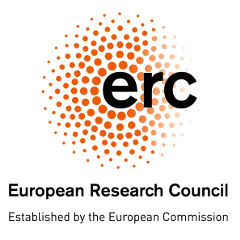 erc
European Research Council
Established by the European Commission